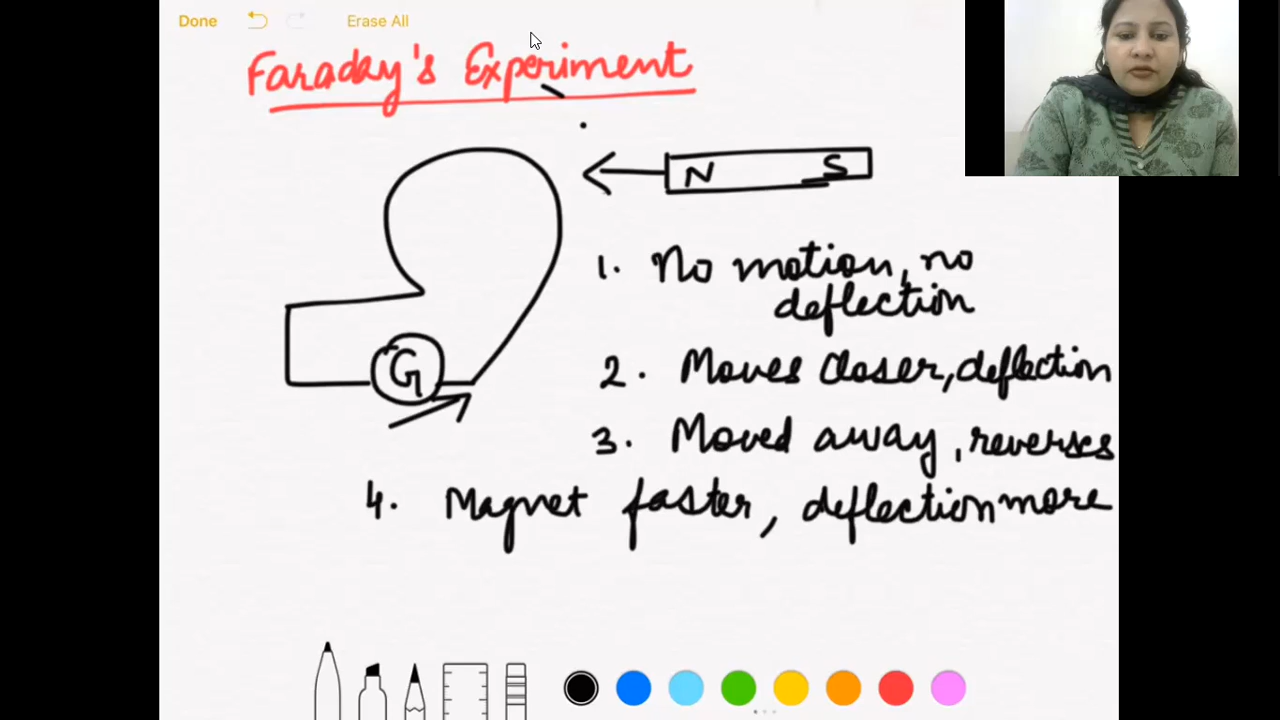 Done Erase All
Faraday's Experiment
N S
1. No motion, no
deflection
2. Moves closer, deflection
3. Moved away, reverses
G
4. Magnet faster, deflection more